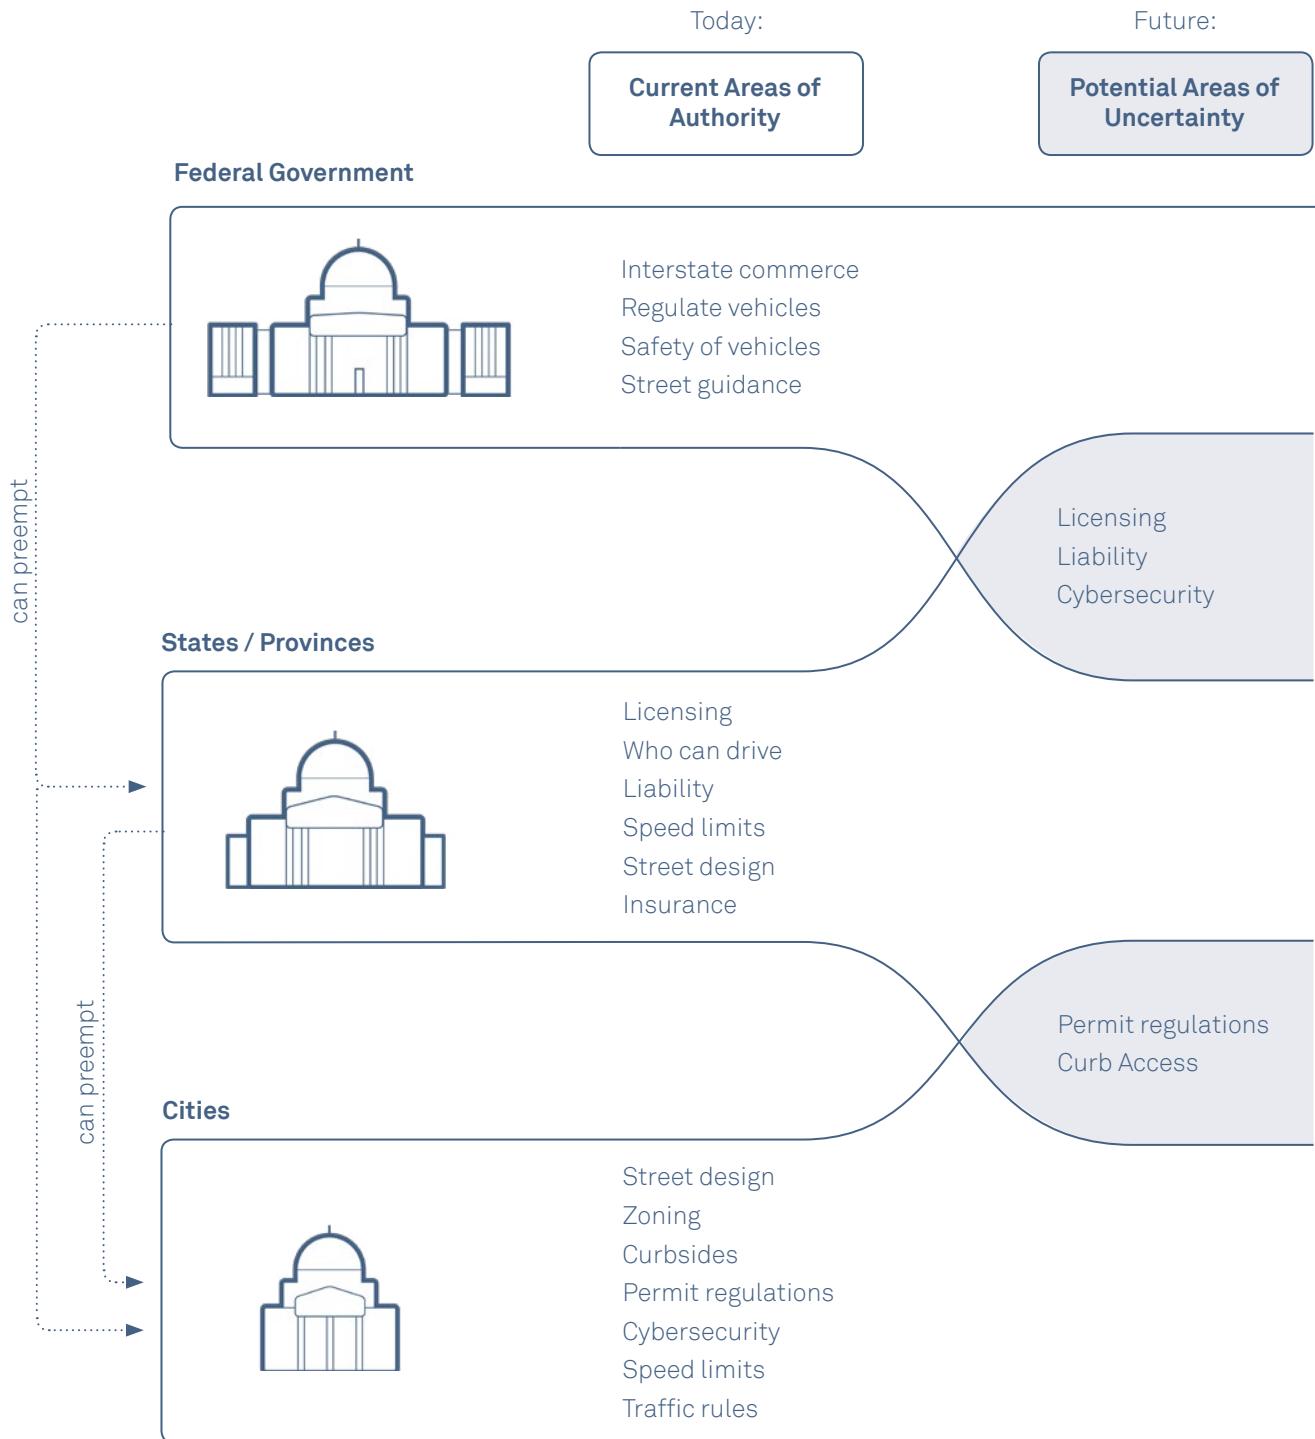 Today:
Future:
Current Areas of
Authority
Potential Areas of
Uncertainty
Federal Government
Interstate commerce
Regulate vehicles
Safety of vehicles
Street guidance
can preempt
Licensing
Liability
Cybersecurity
States / Provinces
Licensing
Who can drive
Liability
Speed limits
Street design
Insurance
can preempt
Permit regulations
Curb Access
Cities
Street design
Zoning
Curbsides
Permit regulations
Cybersecurity
Speed limits
Traffic rules